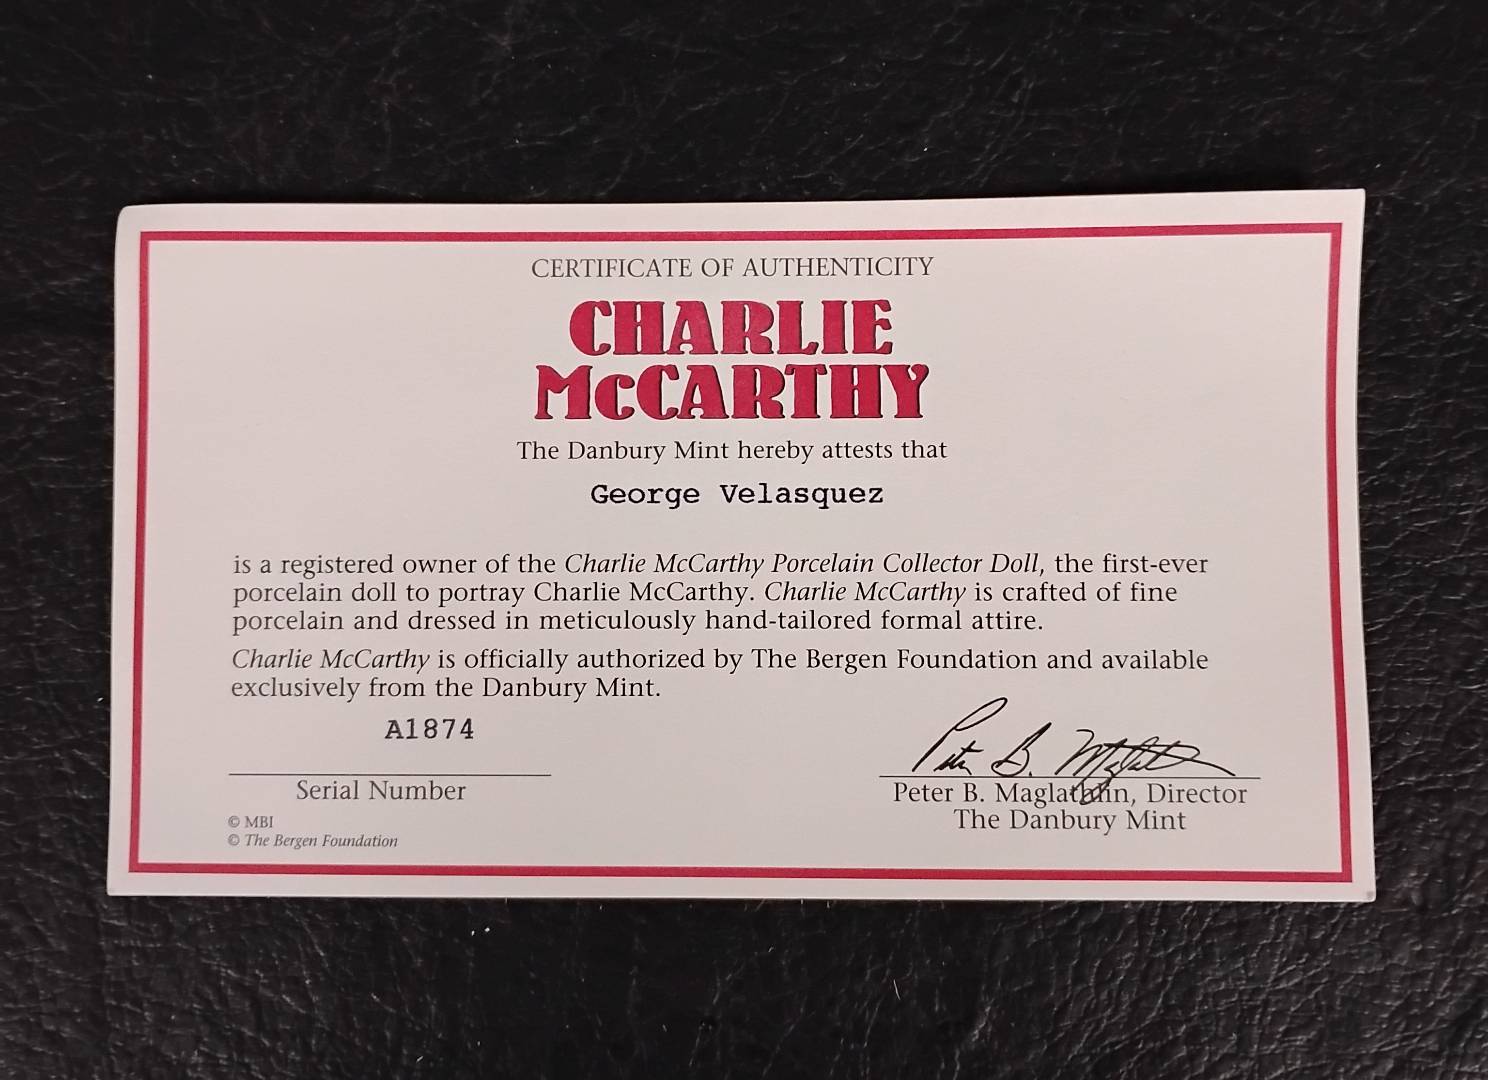 CERTIFICATE OF AUTHENTICITY
CHARLIE
McCARTHY
The Danbury Mint hereby attests that
George Velasquez
is a registered owner of the Charlie McCarthy Porcelain Collector Doll, the first-ever
porcelain doll to portray Charlie McCarthy. Charlie McCarthy is crafted of fine
porcelain and dressed in meticulously hand-tailored formal attire.
Charlie McCarthy is officially authorized by The Bergen Foundation and available
exclusively from the Danbury Mint.
A1874
Serial Number
© MBI
© The Bergen Foundation
Peter B. Maglathlin
Peter B. Maglathlin, Director
The Danbury Mint